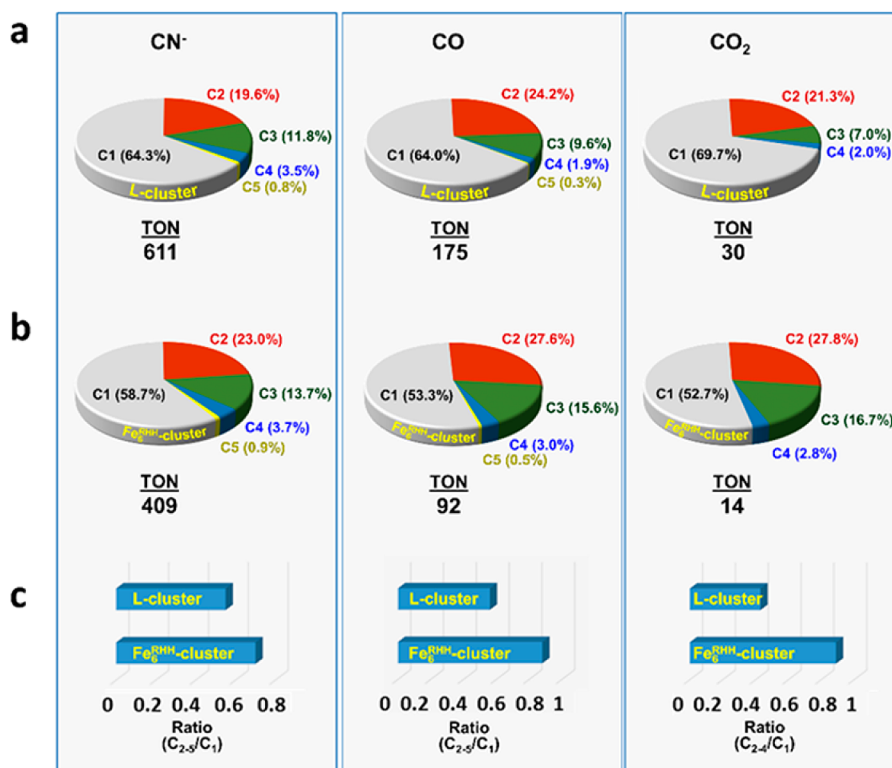 a
CN- CO CO2
C2 (19.6%)
C3 (11.8%)
C1 (64.3%)
C4 (3.5%)
C5 (0.8%)
L-cluster
TON
611
C2 (24.2%)
C3 (9.6%)
C1 (64.0%)
C4 (1.9%)
C5 (0.3%)
L-cluster
TON
175
C2 (21.3%)
C3 (7.0%)
C1 (69.7%)
C4 (2.0%)
L-cluster
TON
30
b
C2 (23.0%)
C1 (58.7%)
C3 (13.7%)
C4 (3.7%)
C5 (0.9%)
Fe6RHH-cluster
TON
409
C2 (27.6%)
C1 (53.3%)
C3 (15.6%)
C4 (3.0%)
C5 (0.5%)
Fe6RHH-cluster
TON
92
C2 (27.8%)
C1 (52.7%)
C3 (16.7%)
C4 (2.8%)
Fe6RHH-cluster
TON
14
c
L-cluster
Fe6RHH-cluster
0 0.2 0.4 0.6 0.8
Ratio
(C2-5/C1)
L-cluster
Fe6RHH-cluster
0 0.2 0.4 0.6 0.8 1
Ratio
(C2-5/C1)
L-cluster
Fe6RHH-cluster
0 0.2 0.4 0.6 0.8 1
Ratio
(C2-4/C1)